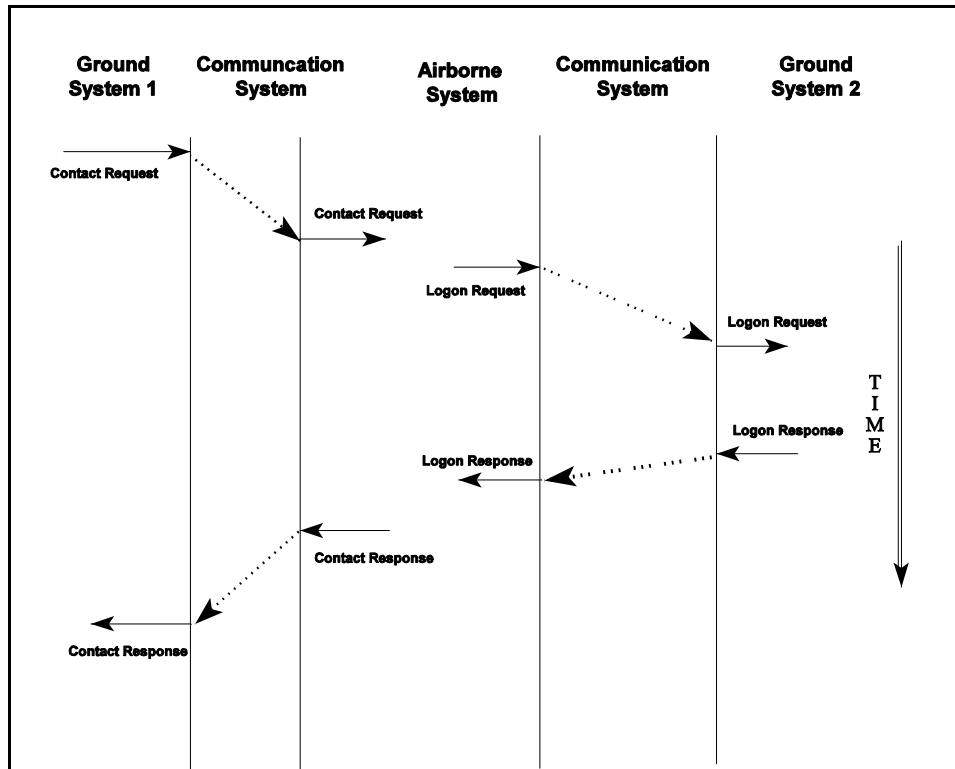 Ground
System 1
Communcation
System
Airborne
System
Communication
System
Ground
System 2
Contact Request
Contact Request
Logon Request
Logon Request
TIME
Logon Response
Logon Response
Contact Response
Contact Response